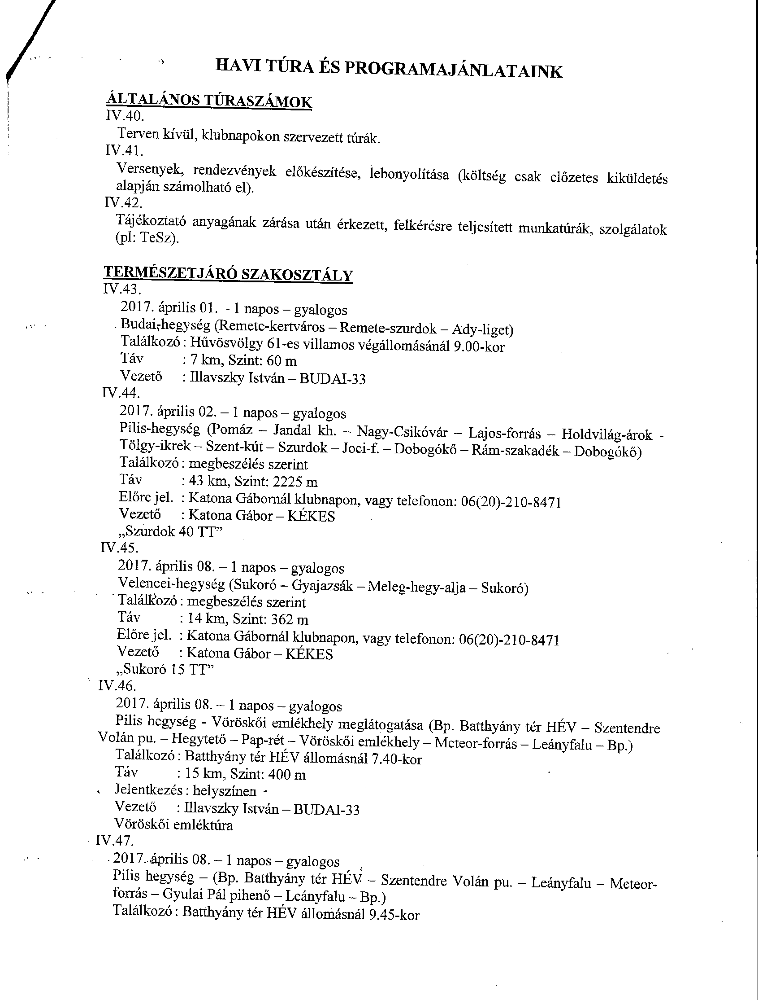 HAVI TÚRA ÉS PROGRAMAJÁNLATAINK
ÁLTALÁNOS TÚRASZÁMOK
IV.40.
Terven kívül, klubnapokon szervezett túrák.
IV.41.
Versenyek, rendezvények előkészítése, lebonyolítása (költség csak előzetes kiküldetés
alapján számolható el).
IV.42.
Tájékoztató anyagának zárása után érkezett, felkérésre teljesített munkatúrák, szolgálatok
(pl: TeSz).
TERMÉSZETJÁRÓ SZAKOSZTÁLY
IV.43.
2017. április 01. – 1 napos – gyalogos
Budai-hegység (Remete-kertváros – Remete-szurdok – Ady-liget)
Találkozó : Hűvösvölgy 61-es villamos végállomásánál 9.00-kor
Táv : 7 km, Szint: 60 m
Vezető : Illavszky István – BUDAI-33
IV.44.
2017. április 02. – 1 napos – gyalogos
Pilis-hegység (Pomáz – Jandal kh. – Nagy-Csikóvár – Lajos-forrás – Holdvilág-árok -
Tölgy-ikrek – Szent-kút – Szurdok – Joci-f. – Dobogókő – Rám-szakadék – Dobogókő)
Találkozó : megbeszélés szerint
Táv : 43 km, Szint: 2225 m
Előre jel. : Katona Gábornál klubnapon, vagy telefonon: 06(20)-210-8471
Vezető : Katona Gábor – KÉKES
„Szurdok 40 TT”
IV.45.
2017. április 08. – 1 napos – gyalogos
Velencei-hegység (Sukoró – Gyajazsák – Meleg-hegy-alja – Sukoró)
Találkozó : megbeszélés szerint
Táv : 14 km, Szint: 362 m
Előre jel. : Katona Gábornál klubnapon, vagy telefonon: 06(20)-210-8471
Vezető : Katona Gábor – KÉKES
„Sukoró 15 TT”
IV.46.
2017. április 08. – 1 napos – gyalogos
Pilis hegység - Vöröskői emlékhely meglátogatása (Bp. Batthyány tér HÉV – Szentendre
Volán pu. – Hegytető – Pap-rét – Vöröskői emlékhely – Meteor-forrás – Leányfalu – Bp.)
Találkozó : Batthyány tér HÉV állomásnál 7.40-kor
Táv : 15 km, Szint: 400 m
Jelentkezés : helyszínen
Vezető : Illavszky István – BUDAI-33
Vöröskői emléktúra
IV.47.
2017. április 08. – 1 napos – gyalogos
Pilis hegység – (Bp. Batthyány tér HÉV – Szentendre Volán pu. – Leányfalu – Meteor-
forrás – Gyulai Pál pihenő – Leányfalu – Bp.)
Találkozó : Batthyány tér HÉV állomásnál 9.45-kor